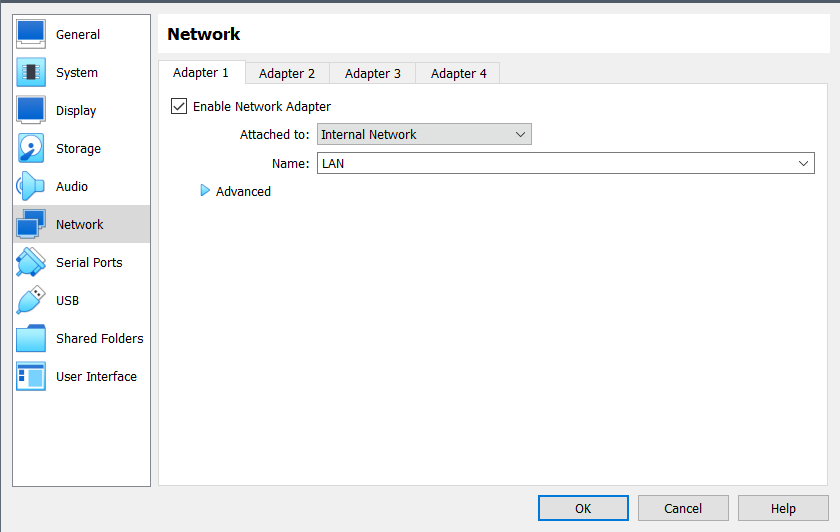 General
System
Display
Storage
Audio
Network
Serial Ports
USB
Shared Folders
User Interface
Network
Adapter 1 Adapter 2 Adapter 3 Adapter 4
Enable Network Adapter
Attached to: Internal Network
Name: LAN
Advanced
OK Cancel Help